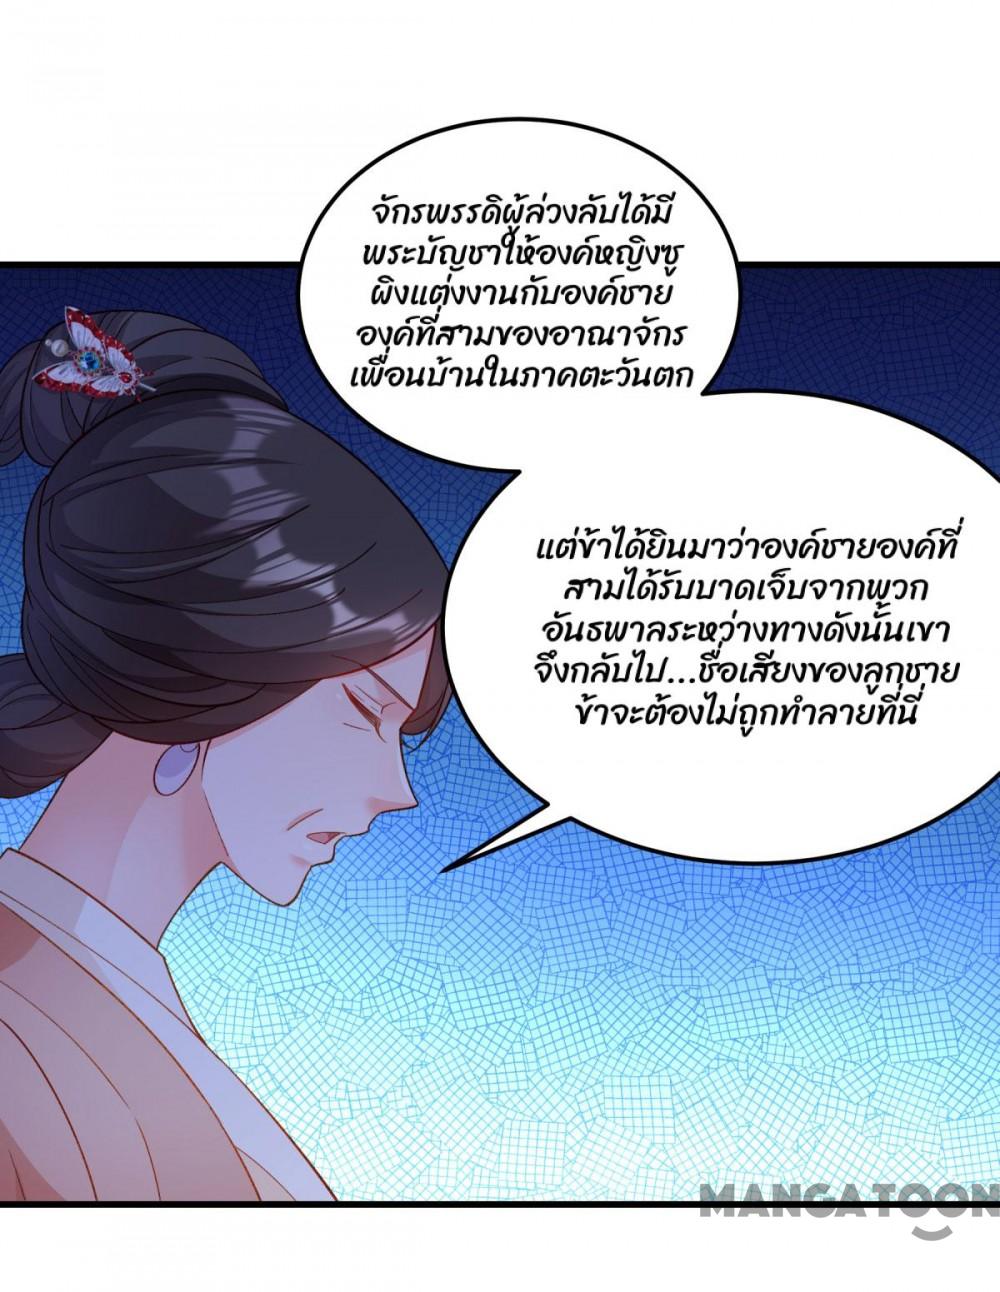 จักรพรรดิผู้ล่วงลับได้มี
พระบัญชาให้องค์หญิงซู
ผิงแต่งงานกับองค์ชาย
องค์ที่สามของอาณาจักร
เพื่อนบ้านในภาคตะวันตก
แต่ข้าได้ยินมาว่าองค์ชายองค์ที่
สามได้รับบาดเจ็บจากพวก
อันธพาลระหว่างทางดังนั้นเขา
จึงกลับไป...ชื่อเสียงของลูกชาย
ข้าจะต้องไม่ถูกทำลายที่นี่
MANGATOON